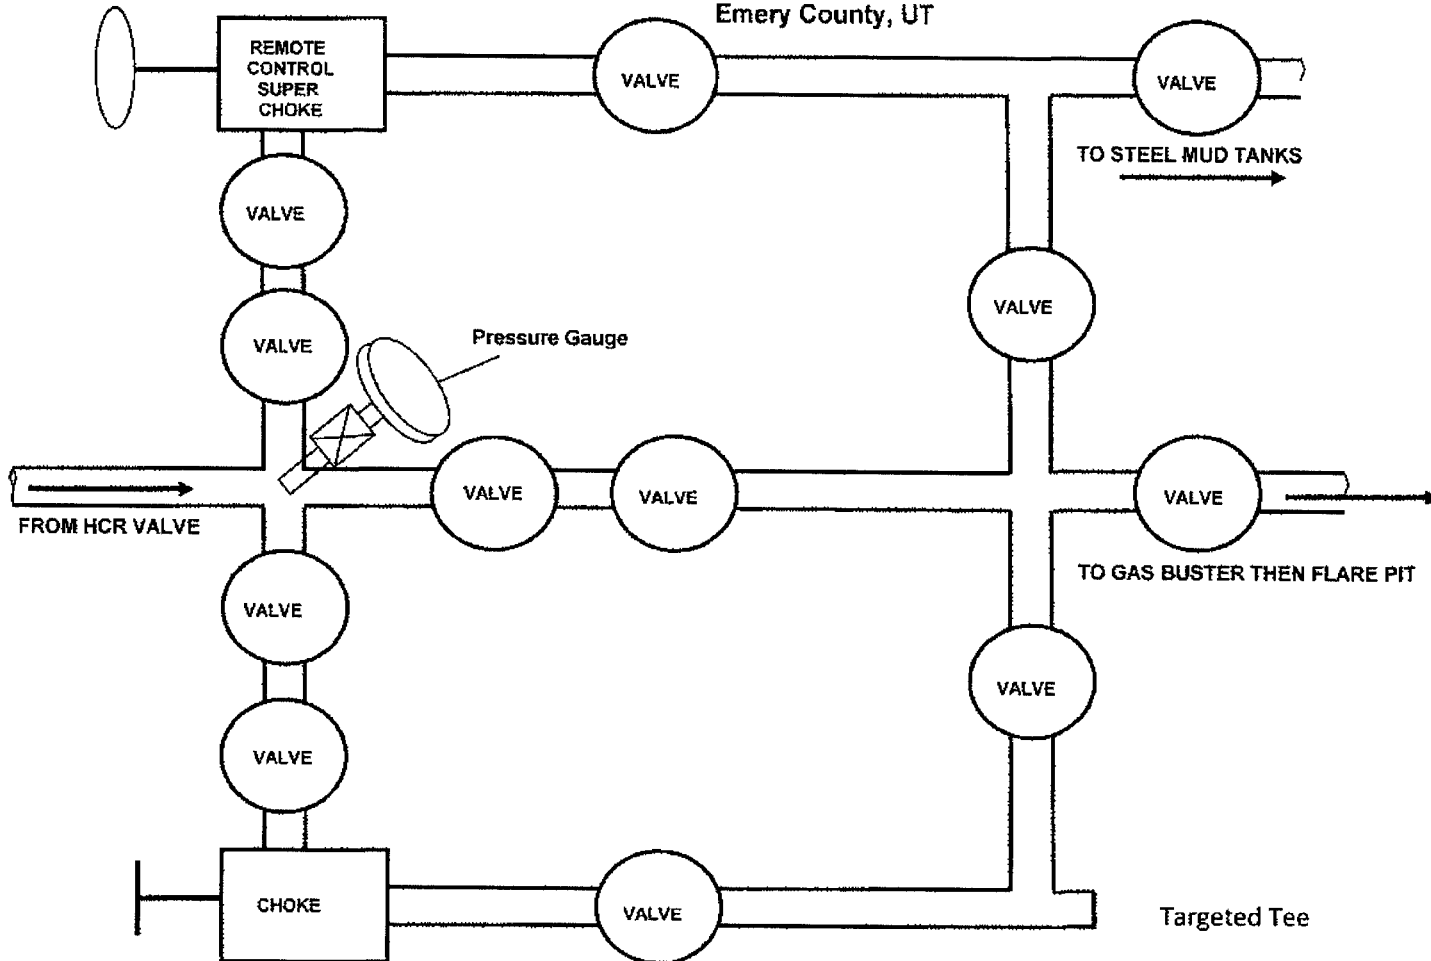 Emery County, UT
REMOTE
CONTROL
SUPER
CHOKE
VALVE
VALVE
TO STEEL MUD TANKS
VALVE
VALVE
VALVE
Pressure Gauge
FROM HCR VALVE
VALVE
VALVE
VALVE
TO GAS BUSTER THEN FLARE PIT
VALVE
VALVE
VALVE
CHOKE
VALVE
Targeted Tee